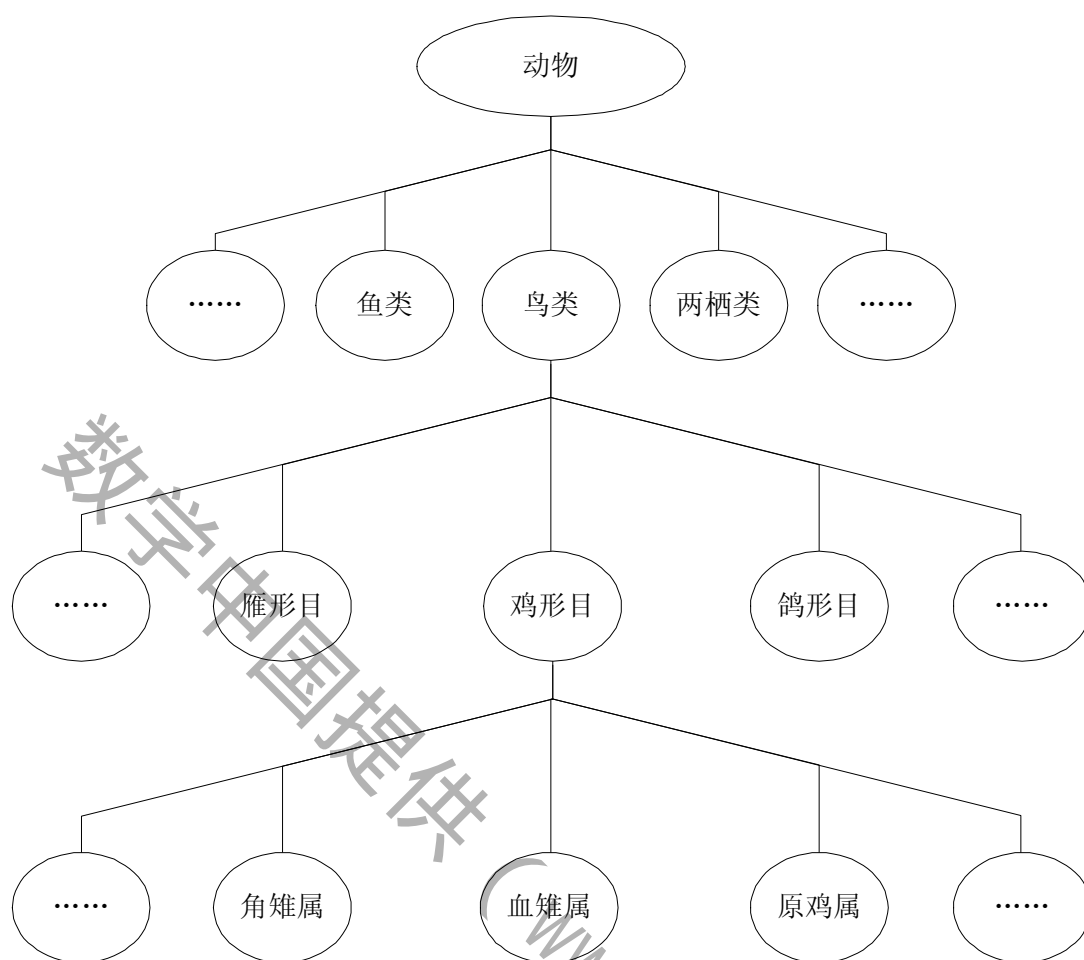 动物
…… 鱼类 鸟类 两栖类 ……
…… 雁形目 鸡形目 鸽形目 ……
…… 角雉属 血雉属 原鸡属 ……
数学中国提供（ww